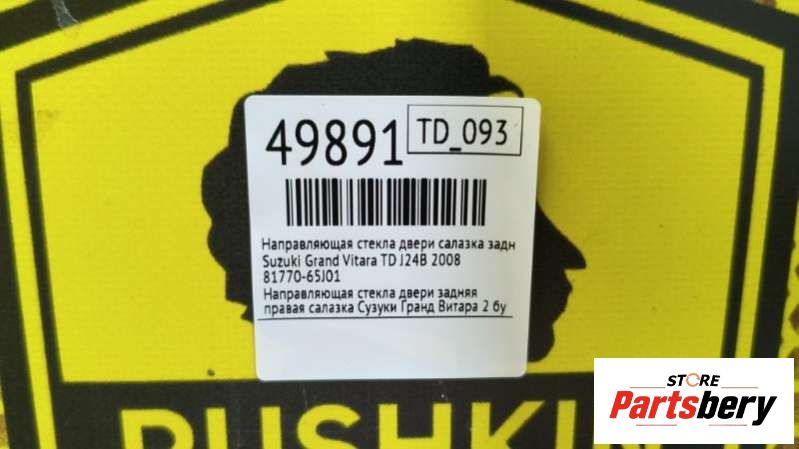 49891
TD_093
Направляющая стекла двери салазка задн
Suzuki Grand Vitara TD J24B 2008
81770-65J01
Направляющая стекла двери задняя
правая салазка Сузуки Гранд Витара 2 бу
PUSHKIN
STORE
Partsbery